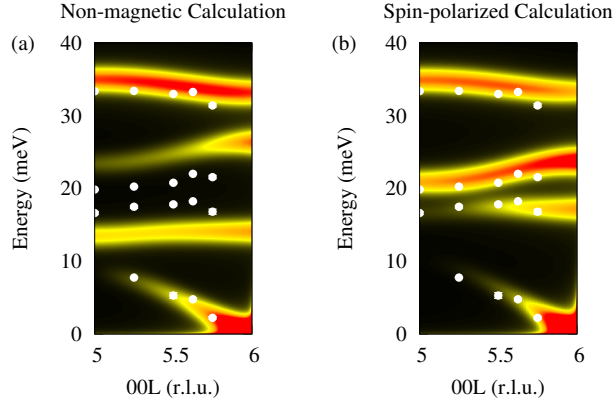 Non-magnetic Calculation
Spin-polarized Calculation
(a)
(b)
Energy (meV)
40
30
20
10
0
5
5.5
6
00L (r.l.u.)
Energy (meV)
40
30
20
10
0
5
5.5
6
00L (r.l.u.)